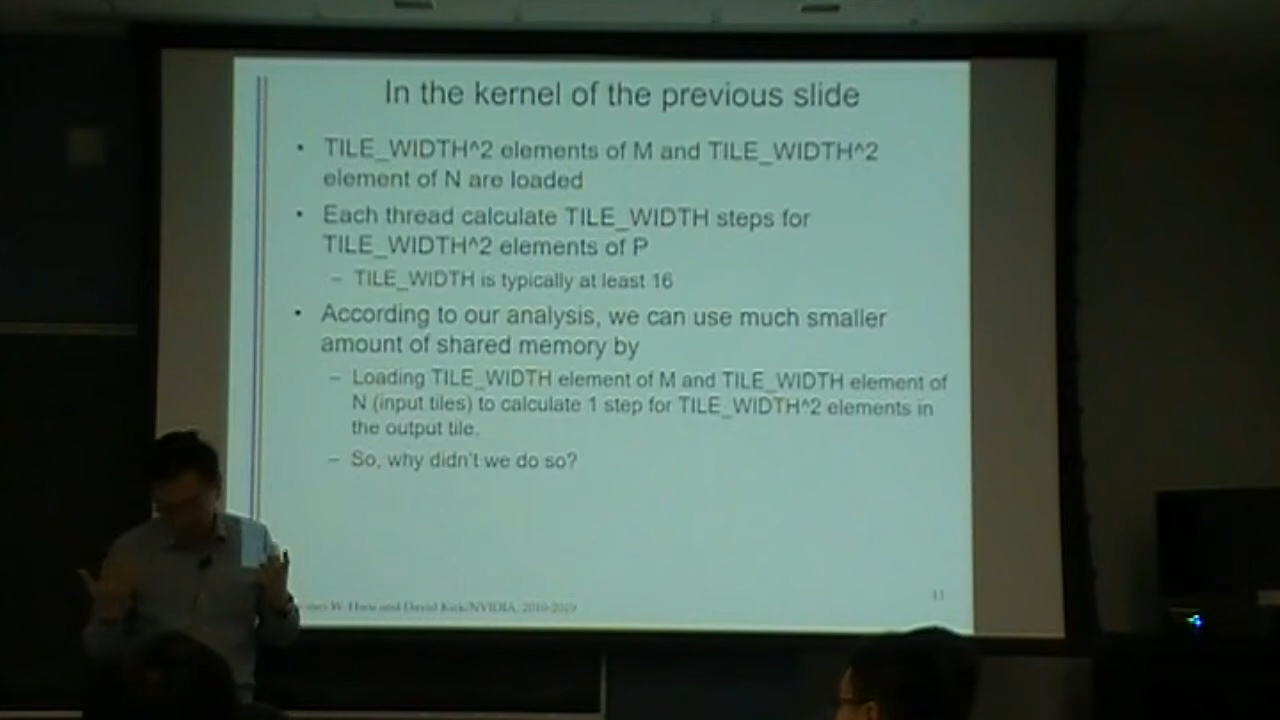 In the kernel of the previous slide
• TILE_WIDTH^2 elements of M and TILE_WIDTH^2
element of N are loaded
• Each thread calculate TILE_WIDTH steps for
TILE_WIDTH^2 elements of P
– TILE_WIDTH is typically at least 16
• According to our analysis, we can use much smaller
amount of shared memory by
– Loading TILE_WIDTH element of M and TILE_WIDTH element of
N (input tiles) to calculate 1 step for TILE_WIDTH^2 elements in
the output tile.
– So, why didn't we do so?
W. Hwu and David Kirk/NVIDIA, 2010-2019
11